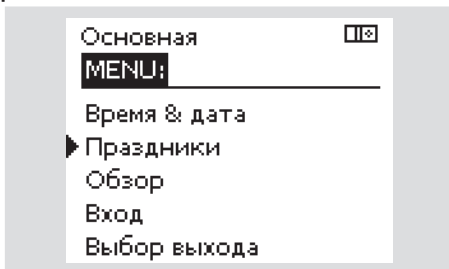 Основная
MENU:
Время & дата
Праздники
Обзор
Вход
Выбор выхода